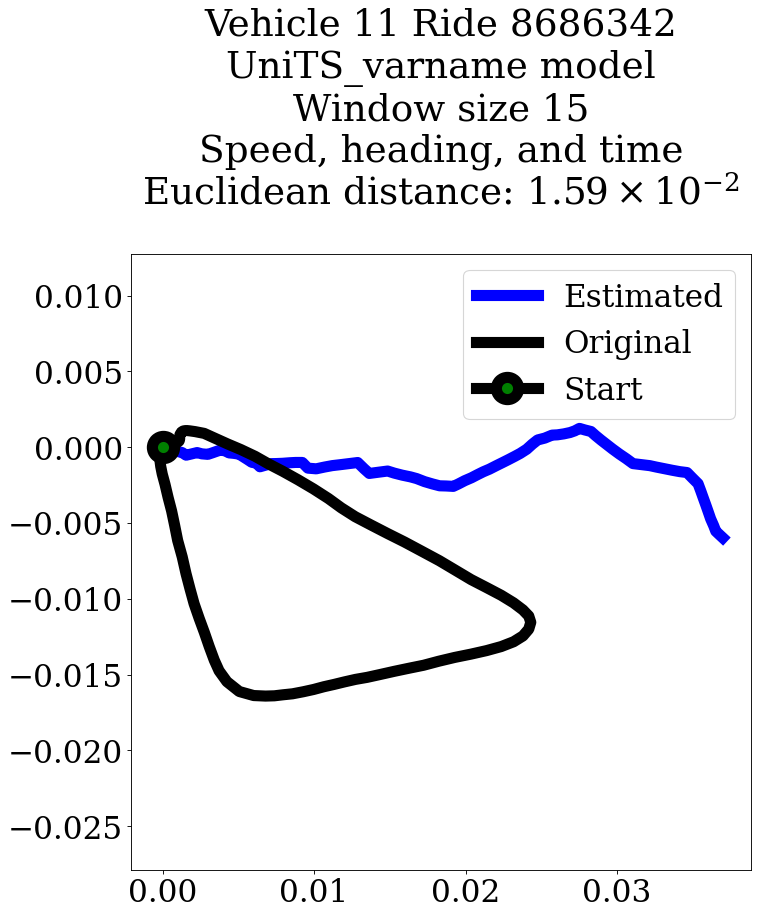 Vehicle 11 Ride 8686342
UniTS_varname model
Window size 15
Speed, heading, and time
Euclidean distance: 1.59 × 10⁻²
Estimated
Original
Start
0.010
0.005
0.000
−0.005
−0.010
−0.015
−0.020
−0.025
0.00 0.01 0.02 0.03